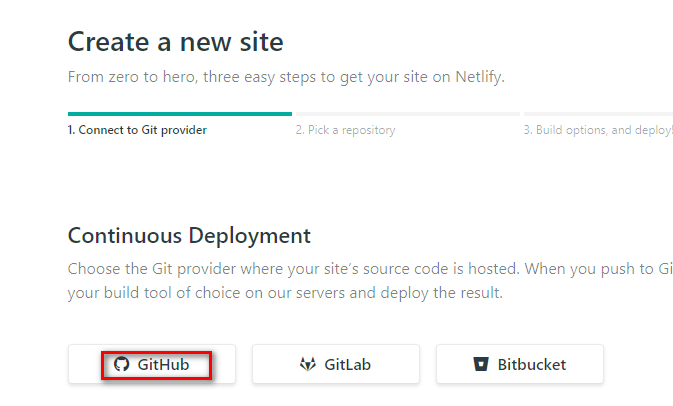 Create a new site
From zero to hero, three easy steps to get your site on Netlify.
1. Connect to Git provider
2. Pick a repository
3. Build options, and deploy!
Continuous Deployment
Choose the Git provider where your site's source code is hosted. When you push to Gi
your build tool of choice on our servers and deploy the result.
GitHub
GitLab
Bitbucket